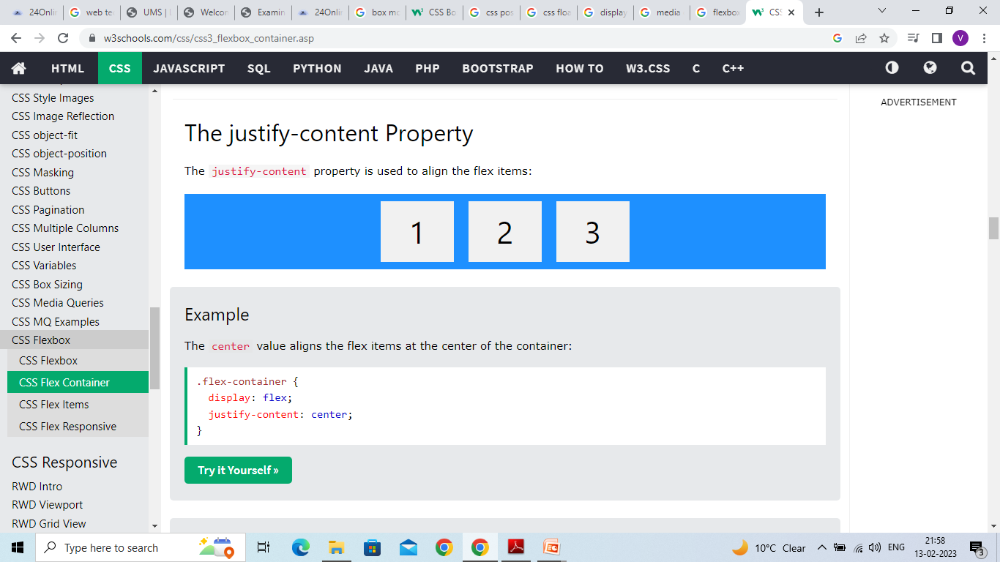 24Onlin
web te
UMS |
Welcon
Examin
24Onlin
box mo
CSS Bo
css pos
css floa
display
media
flexbox
CSS
w3schools.com/css/css3_flexbox_container.asp
V
HTML CSS JAVASCRIPT SQL PYTHON JAVA PHP BOOTSTRAP HOW TO W3.CSS C C++
CSS Style Images
CSS Image Reflection
CSS object-fit
CSS object-position
CSS Masking
CSS Buttons
CSS Pagination
CSS Multiple Columns
CSS User Interface
CSS Variables
CSS Box Sizing
CSS Media Queries
CSS MQ Examples
CSS Flexbox
CSS Flexbox
CSS Flex Container
CSS Flex Items
CSS Flex Responsive
CSS Responsive
RWD Intro
RWD Viewport
RWD Grid View
The justify-content Property
The justify-content property is used to align the flex items:
1 2 3
Example
The center value aligns the flex items at the center of the container:
.flex-container {
display: flex;
justify-content: center;
}
Try it Yourself »
ADVERTISEMENT
Type here to search
10°C Clear
ENG
21:58
13-02-2023
3